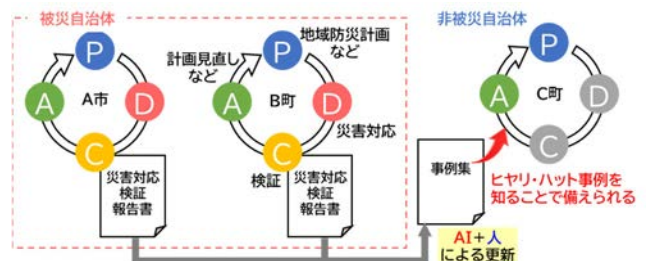 被災自治体
P
A
D
C
A市
災害対応
検証
報告書
地域防災計画
など
計画見直し
など
P
A
D
C
B町
災害対応
検証
災害対応
検証
報告書
非被災自治体
P
A
D
C
C町
事例集
ヒヤリ・ハット事例を
知ることで備えられる
AI+人
による更新